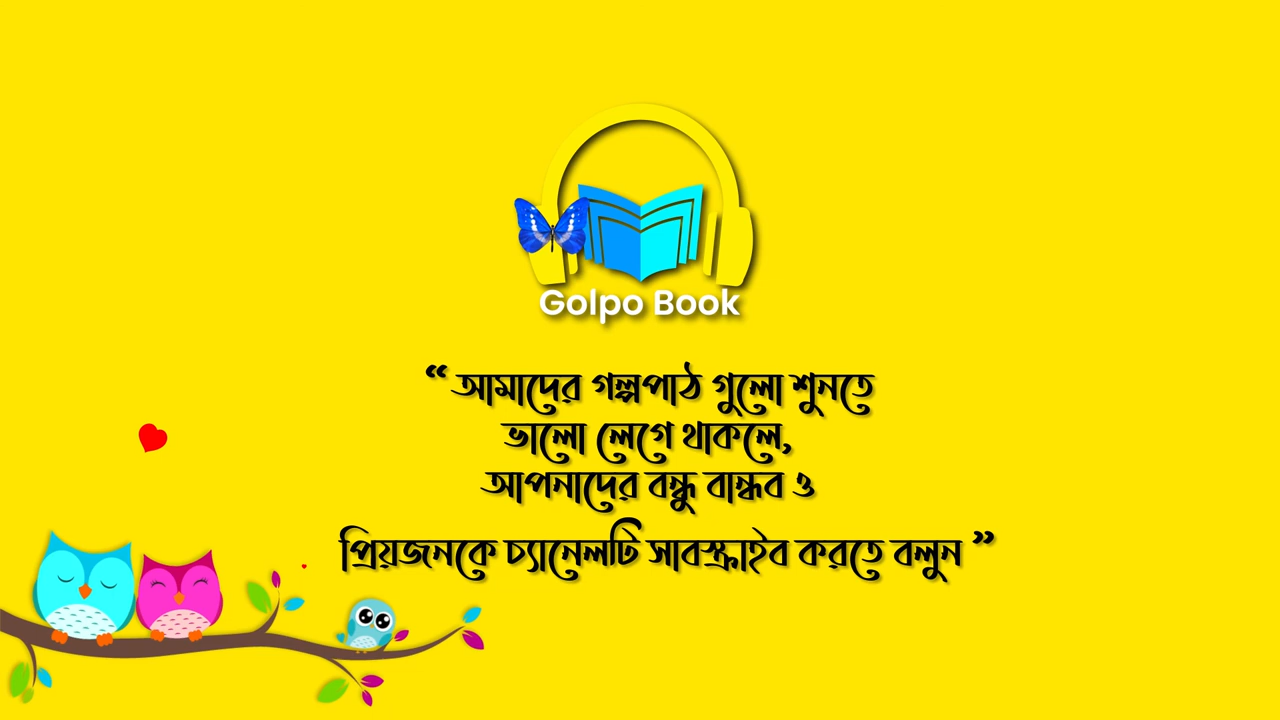 Golpo Book
“ আমাদের গল্পপাঠ গুলো শুনতে
ভালো লেগে থাকলে,
আপনাদের বন্ধু বান্ধব ও
প্রিয়জনকে চ্যানেলটি সাবস্ক্রাইব করতে বলুন ”